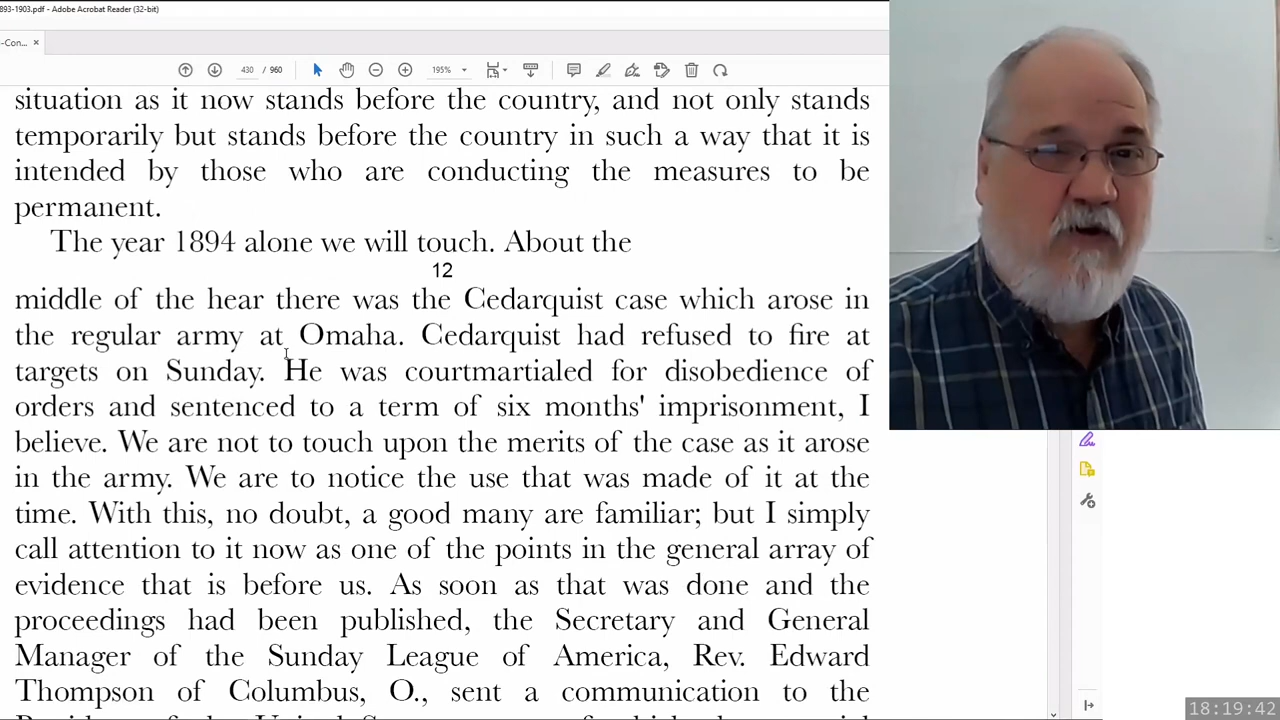 893-1903.pdf - Adobe Acrobat Reader (32-bit)
-Con... ×
430 / 960 195%
situation as it now stands before the country, and not only stands
temporarily but stands before the country in such a way that it is
intended by those who are conducting the measures to be
permanent.
The year 1894 alone we will touch. About the
12
middle of the hear there was the Cedarquist case which arose in
the regular army at Omaha. Cedarquist had refused to fire at
targets on Sunday. He was courtmartialed for disobedience of
orders and sentenced to a term of six months' imprisonment, I
believe. We are not to touch upon the merits of the case as it arose
in the army. We are to notice the use that was made of it at the
time. With this, no doubt, a good many are familiar; but I simply
call attention to it now as one of the points in the general array of
evidence that is before us. As soon as that was done and the
proceedings had been published, the Secretary and General
Manager of the Sunday League of America, Rev. Edward
Thompson of Columbus, O., sent a communication to the
18:19:42